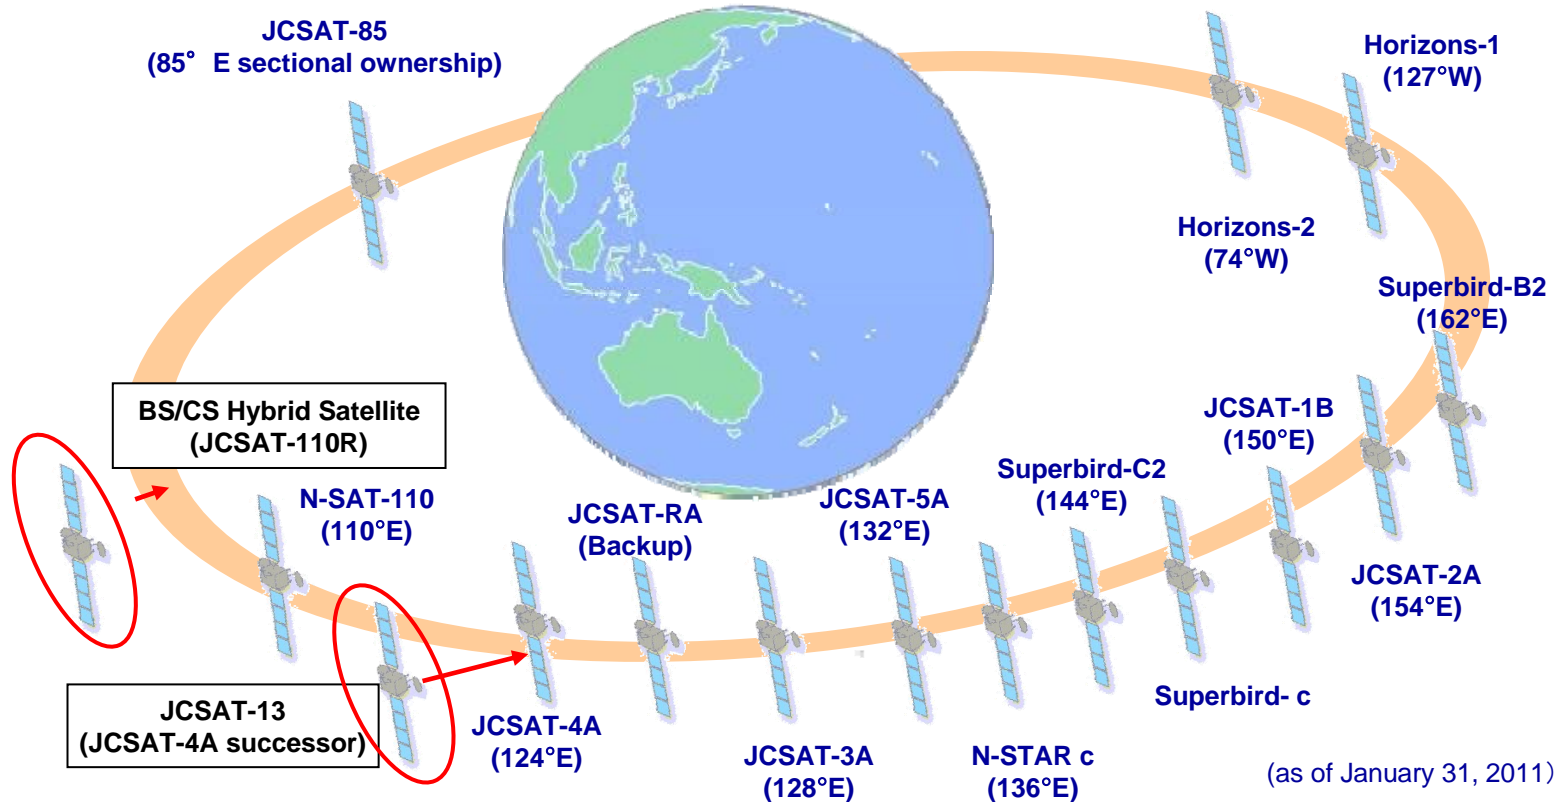 JCSAT-85
(85° E sectional ownership)
Horizons-1
(127°W)
Horizons-2
(74°W)
Superbird-B2
(162°E)
BS/CS Hybrid Satellite
(JCSAT-110R)
JCSAT-1B
(150°E)
Superbird-C2
(144°E)
JCSAT-5A
(132°E)
N-SAT-110
(110°E)
JCSAT-RA
(Backup)
JCSAT-2A
(154°E)
Superbird- c
JCSAT-13
(JCSAT-4A successor)
JCSAT-4A
(124°E)
JCSAT-3A
(128°E)
N-STAR c
(136°E)
(as of January 31, 2011）